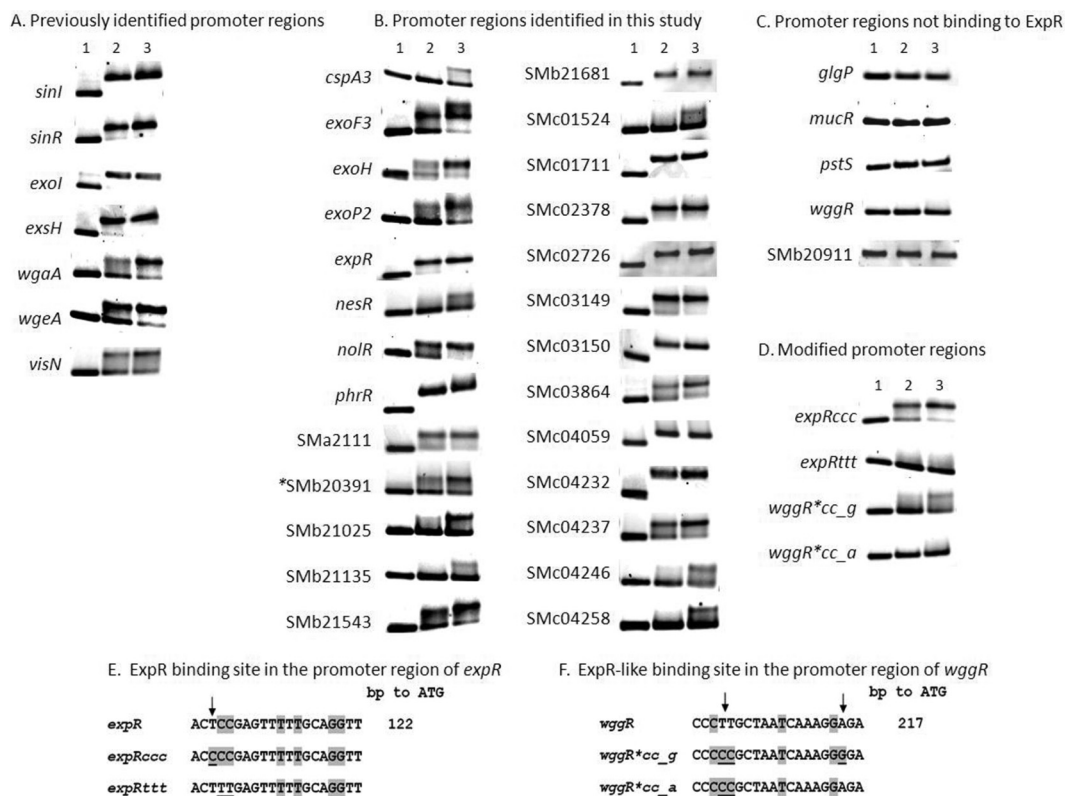 A. Previously identified promoter regions
1 2 3
sinI
sinR
exoI
exsH
wgaA
wgeA
visN
B. Promoter regions identified in this study
1 2 3
cspA3
exoF3
exoH
exoP2
expR
nesR
nolR
phrR
SMa2111
*SMb20391
SMb21025
SMb21135
SMb21543
1 2 3
SMb21681
SMc01524
SMc01711
SMc02378
SMc02726
SMc03149
SMc03150
SMc03864
SMc04059
SMc04232
SMc04237
SMc04246
SMc04258
C. Promoter regions not binding to ExpR
1 2 3
glgP
mucR
pstS
wggR
SMb20911
D. Modified promoter regions
1 2 3
expRccc
expRttt
wggR*cc_g
wggR*cc_a
E. ExpR binding site in the promoter region of expR
bp to ATG
expR ACTCCGAGTTTTTGCAGGTT 122
expRccc ACCCCGAGTTTTTGCAGGTT
expRttt ACTTTGAGTTTTTGCAGGTT
F. ExpR-like binding site in the promoter region of wggR
bp to ATG
wggR CCCTTGCTAATCAAAGGAGA 217
wggR*cc_g CCCCCGCTAATCAAAGGGGA
wggR*cc_a CCCCCGCTAATCAAAGGAGA